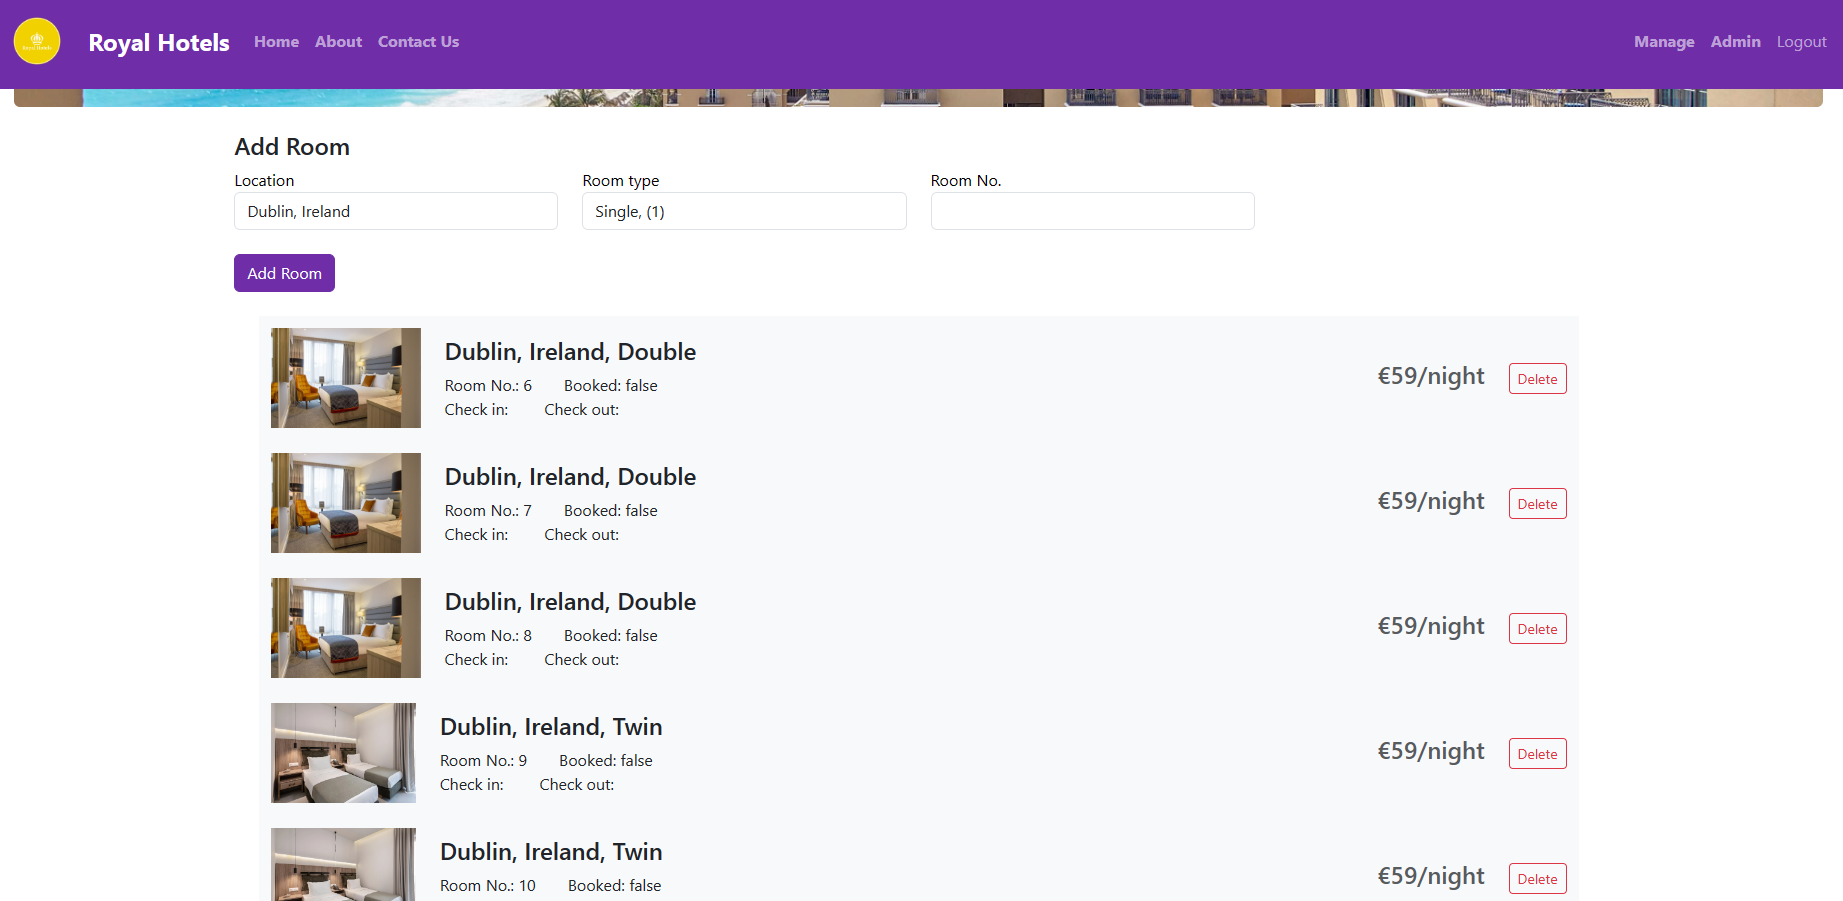 Royal Hotels Home About Contact Us Manage Admin Logout
Add Room
Location Room type Room No.
Dublin, Ireland Single, (1)
Add Room
Dublin, Ireland, Double
Room No.: 6 Booked: false
Check in: Check out:
€59/night Delete
Dublin, Ireland, Double
Room No.: 7 Booked: false
Check in: Check out:
€59/night Delete
Dublin, Ireland, Double
Room No.: 8 Booked: false
Check in: Check out:
€59/night Delete
Dublin, Ireland, Twin
Room No.: 9 Booked: false
Check in: Check out:
€59/night Delete
Dublin, Ireland, Twin
Room No.: 10 Booked: false
€59/night Delete